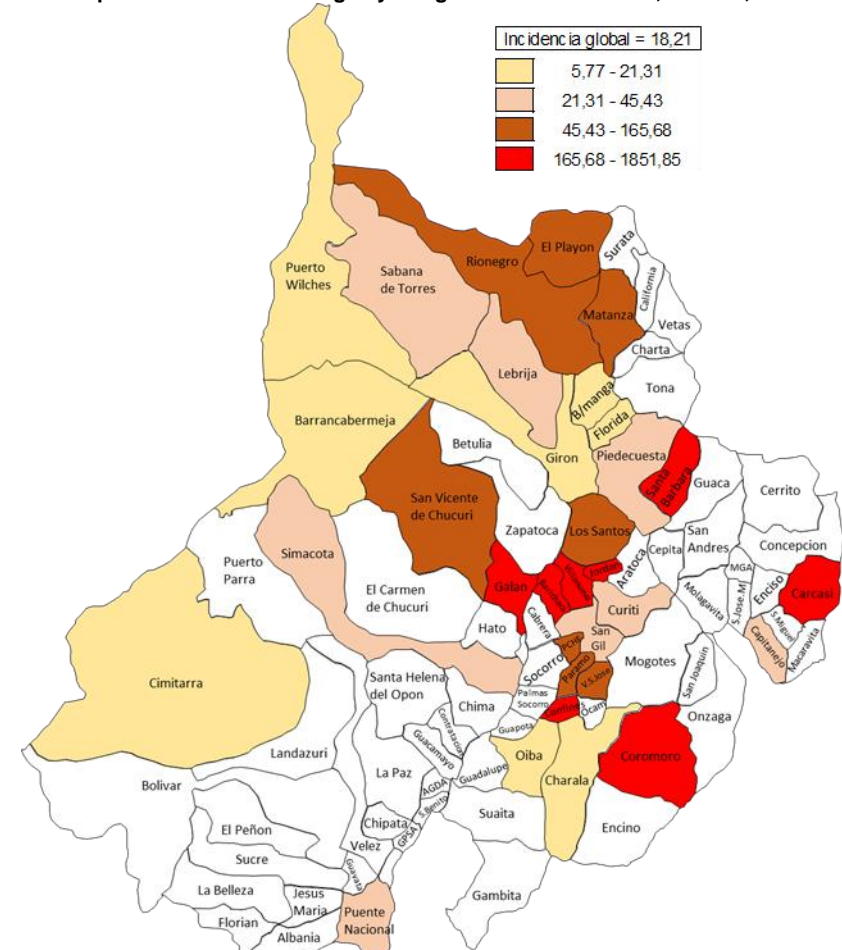 Incidencia global = 18,21
5,77 - 21,31
21,31 - 45,43
45,43 - 165,68
165,68 - 1851,85
El Playon
Surata
Rionegro
Puerto
Wilches
Sabana
de Torres
California
Matanza
Vetas
Charta
Lebrija
Tona
B/manga
Barrancabermeja
Florida
Betulia
Giron
Piedecuesta
Santa
Barbara
Guaca
Cerrito
San Vicente
de Chucuri
Zapatoca
Los Santos
San
Andres
Cepita
Concepcion
Simacota
Puerto
Parra
Aratoca
MGA
Enciso
Carcasi
Galan
Jordan
Villanueva
Barichara
El Carmen
de Chucuri
Molagavita
S.Jose.M
Curiti
Cabrera
Hato
San
Gil
S.Miguel
Capitanejo
Macaravita
PCHE
Socorro
Paramo
Mogotes
San Joaquin
Cimitarra
Santa Helena
del Opon
V.S.Jose
Palmas
Socorro
Chima
Confines
Ocam
Onzaga
Contratacion
Guapota
Landazuri
Guacamayo
Oiba
Coromoro
La Paz
Guadalupe
Charala
Bolivar
AGDA
S.Benito
Suaita
Encino
El Peñon
Chipata
GPSA
Velez
Sucre
Guavata
La Belleza
Jesus
Maria
Gambita
Puente
Nacional
Florian
Albania